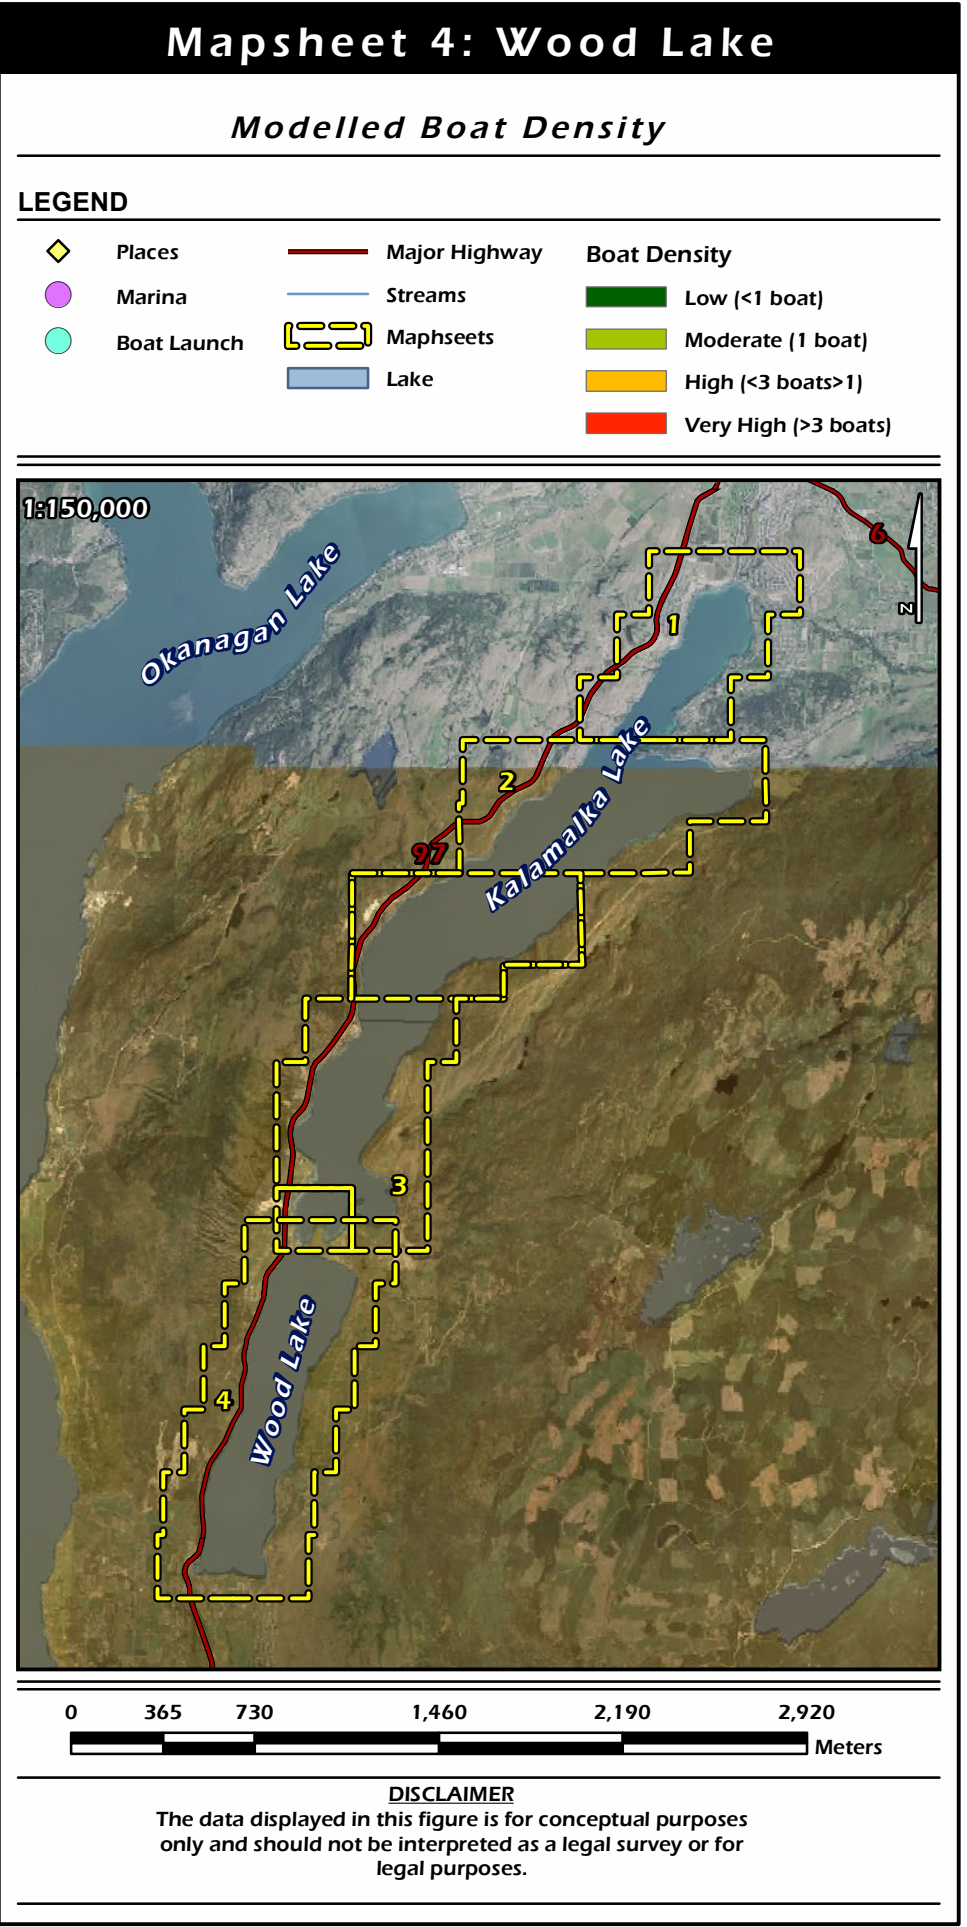 Mapsheet 4: Wood Lake
Modelled Boat Density
LEGEND
Places
Marina
Boat Launch
Major Highway
Streams
Maphseets
Lake
Boat Density
Low (<1 boat)
Moderate (1 boat)
High (<3 boats>1)
Very High (>3 boats)
1:150,000
Okanagan Lake
6
N
1
Kalamalka Lake
2
97
3
Wood Lake
4
0 365 730 1,460 2,190 2,920
Meters
DISCLAIMER
The data displayed in this figure is for conceptual purposes
only and should not be interpreted as a legal survey or for
legal purposes.